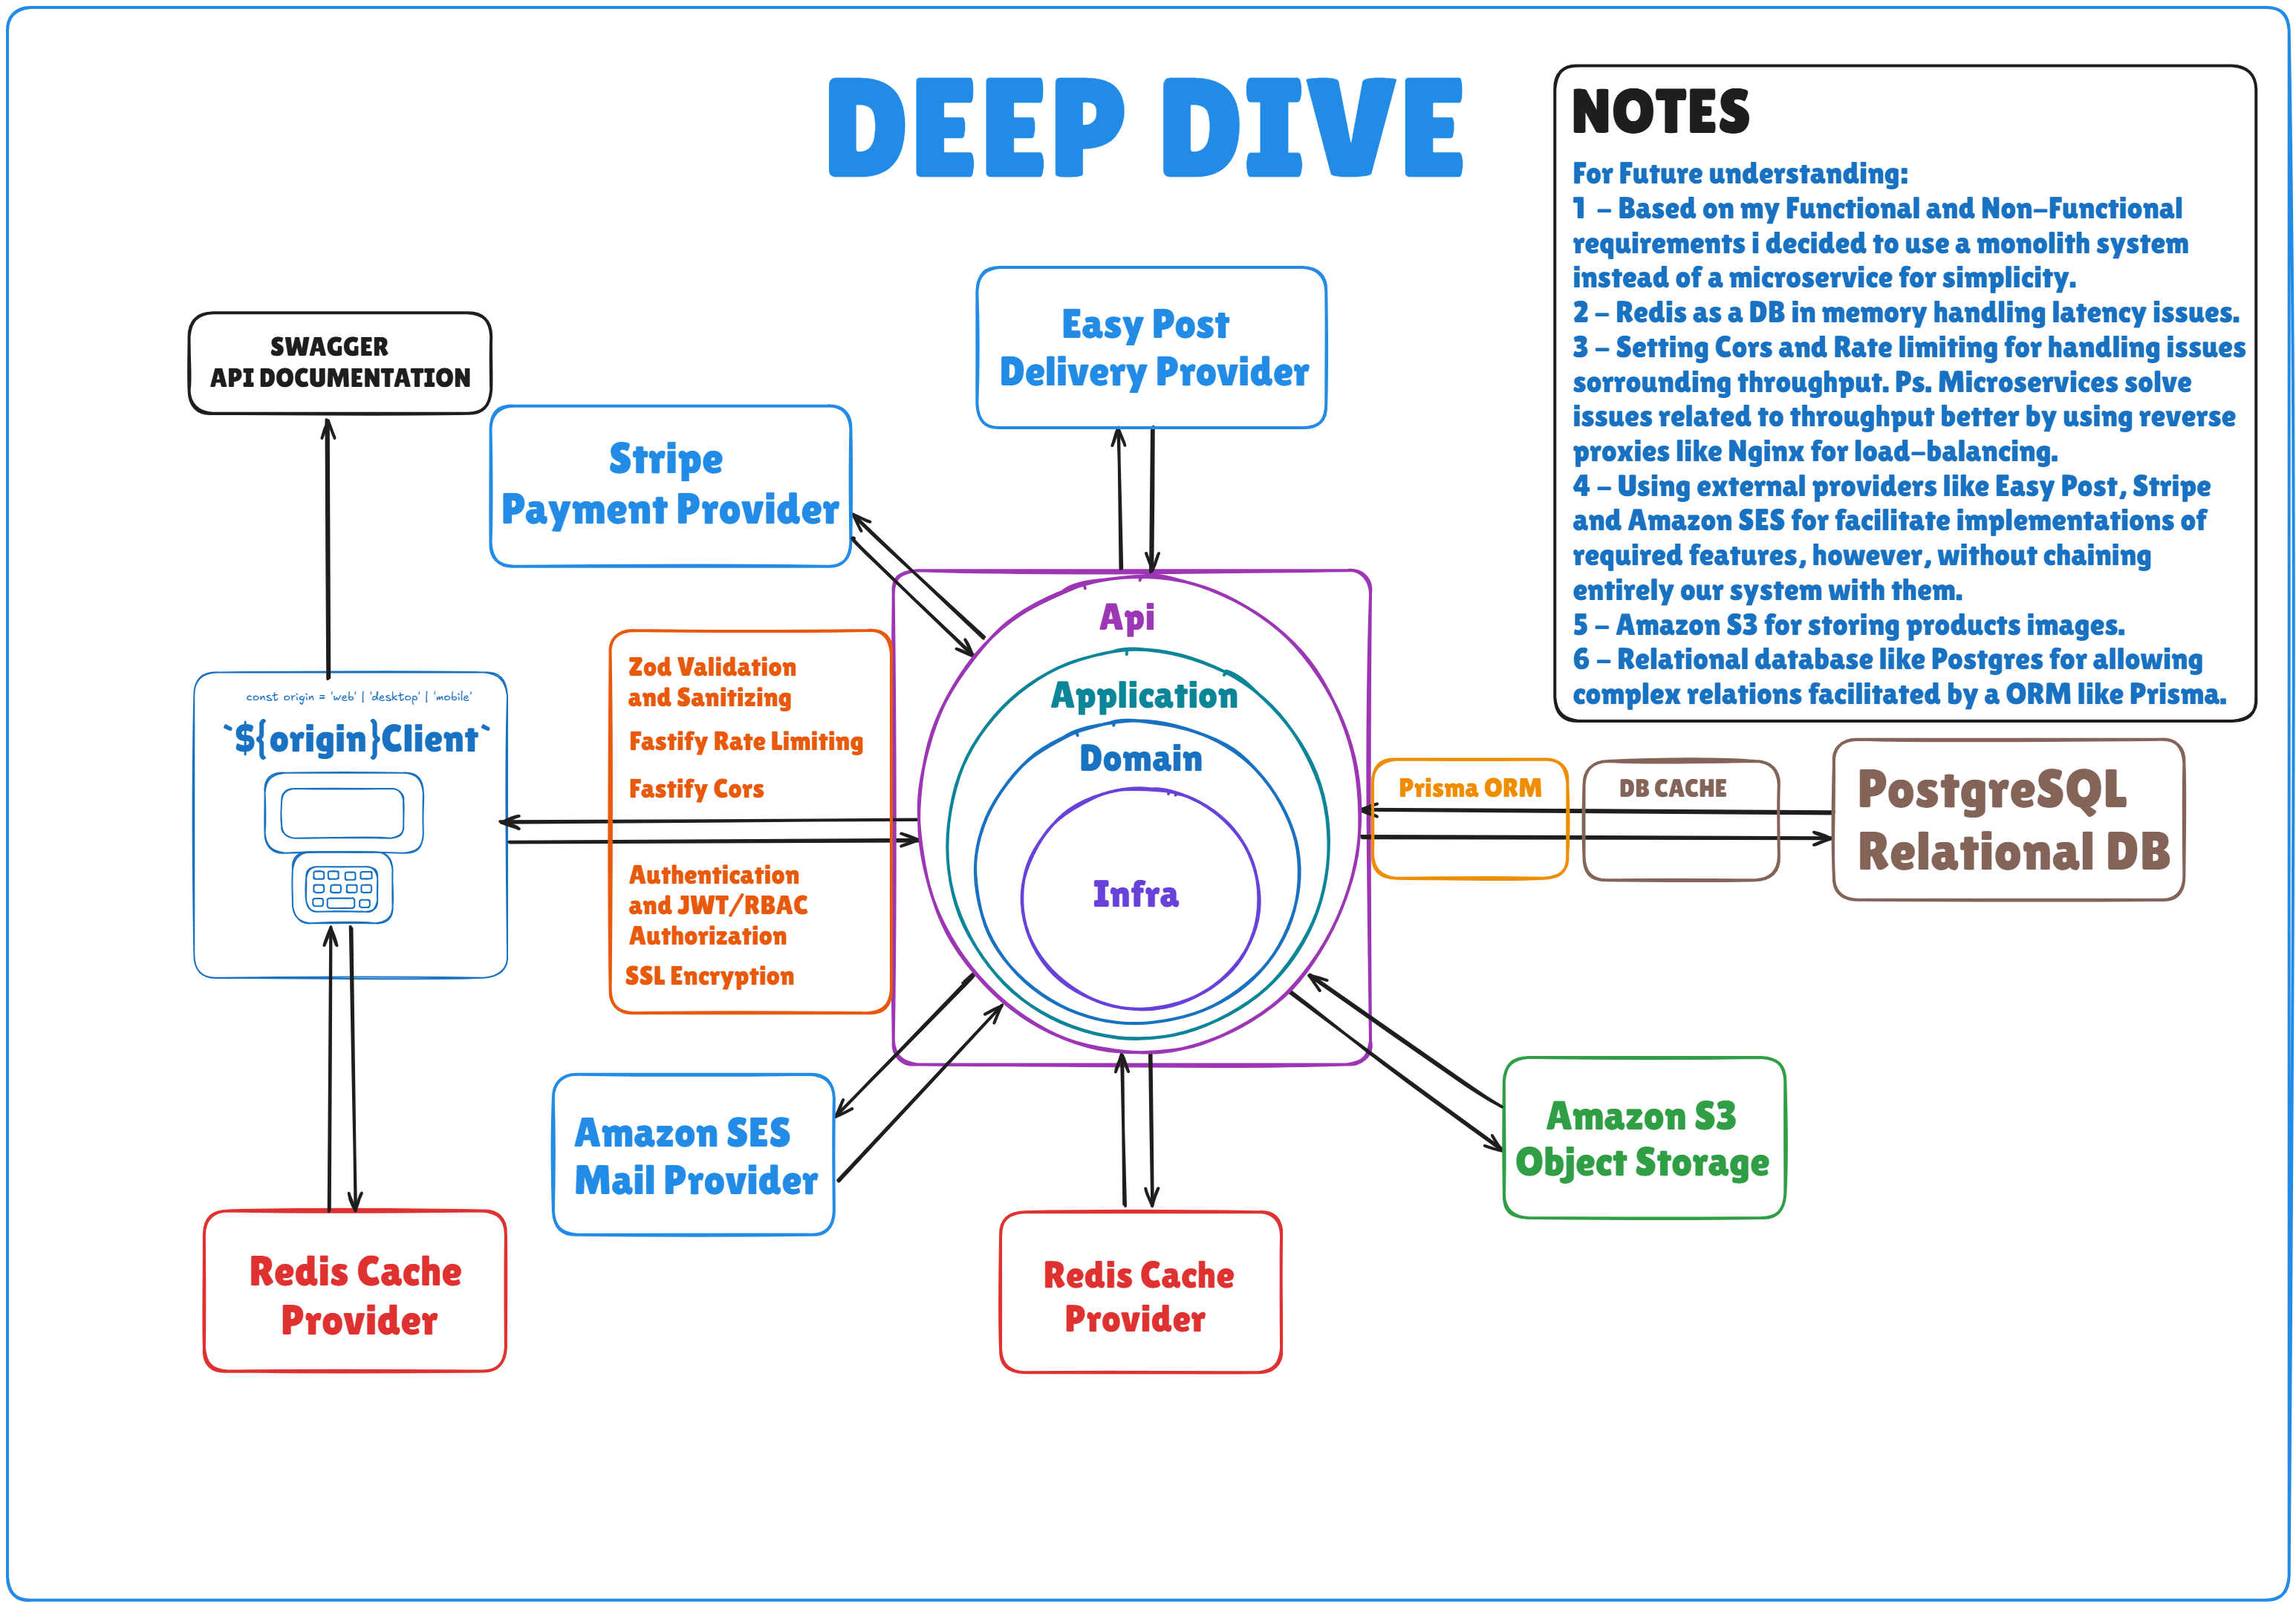 DEEP DIVE
NOTES
For Future understanding:
1 - Based on my Functional and Non-Functional
requirements i decided to use a monolith system
instead of a microservice for simplicity.
2 - Redis as a DB in memory handling latency issues.
3 - Setting Cors and Rate limiting for handling issues
sorrounding throughput. Ps. Microservices solve
issues related to throughput better by using reverse
proxies like Nginx for load-balancing.
4 - Using external providers like Easy Post, Stripe
and Amazon SES for facilitate implementations of
required features, however, without chaining
entirely our system with them.
5 - Amazon S3 for storing products images.
6 - Relational database like Postgres for allowing
complex relations facilitated by a ORM like Prisma.
SWAGGER
API DOCUMENTATION
Stripe
Payment Provider
Easy Post
Delivery Provider
const origin = 'web' | 'desktop' | 'mobile'
`${origin}Client`
Zod Validation
and Sanitizing
Fastify Rate Limiting
Fastify Cors
Authentication
and JWT/RBAC
Authorization
SSL Encryption
Api
Application
Domain
Infra
Prisma ORM
DB CACHE
PostgreSQL
Relational DB
Amazon SES
Mail Provider
Amazon S3
Object Storage
Redis Cache
Provider
Redis Cache
Provider